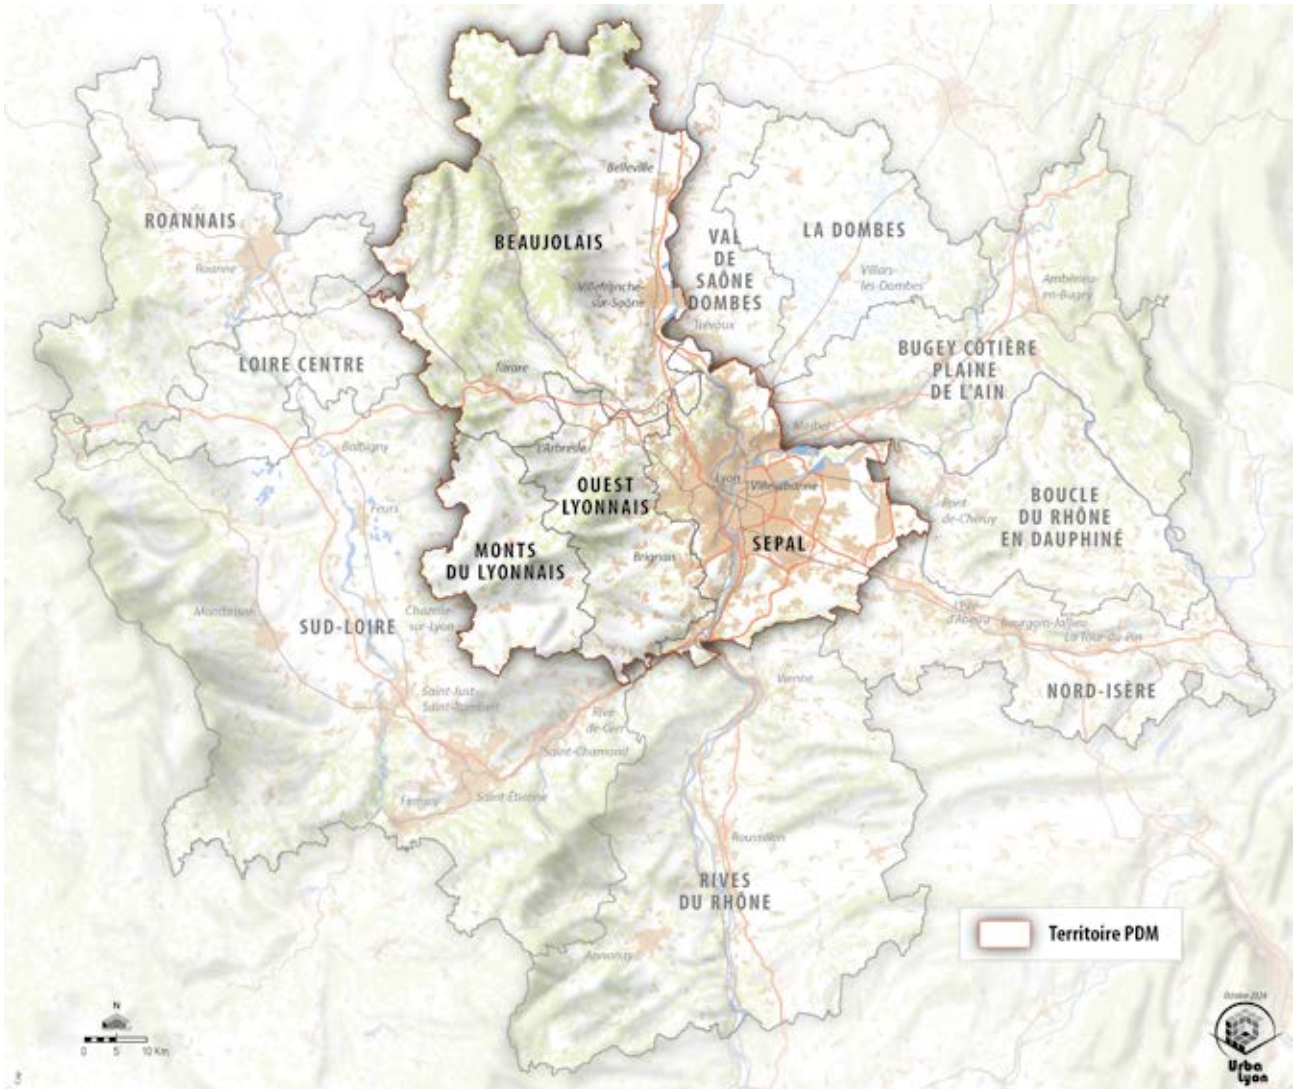 Belleville
ROANNAIS
BEAUJOLAIS
VAL
DE
SAÔNE
DOMBES
LA DOMBES
Roanne
Villars-
les-Dombes
Ambérieu-
en-Bugey
Villefranche-
sur-Saône
Trévoux
LOIRE CENTRE
BUGEY CÔTIÈRE
PLAINE
DE L'AIN
Tarare
Miribel
Balbigny
L'Arbresle
OUEST
LYONNAIS
Lyon
Villeurbanne
Feurs
Pont
de-Chéruy
BOUCLE
DU RHÔNE
EN DAUPHINÉ
SEPAL
MONTS
DU LYONNAIS
Brignais
Montbrison
SUD-LOIRE
Chazelle-
sur-Lyon
L'Isle
d'Abeau
Bourgoin-Jallieu
La Tour-du-Pin
NORD-ISÈRE
Vienne
Saint-Just
Saint-Rambert
Rive
de-Gier
Saint-Chamond
Firminy
Saint-Étienne
Roussillon
RIVES
DU RHÔNE
Annonay
Territoire PDM
N
0 5 10 Km
Octobre 2024
Urba
Lyon